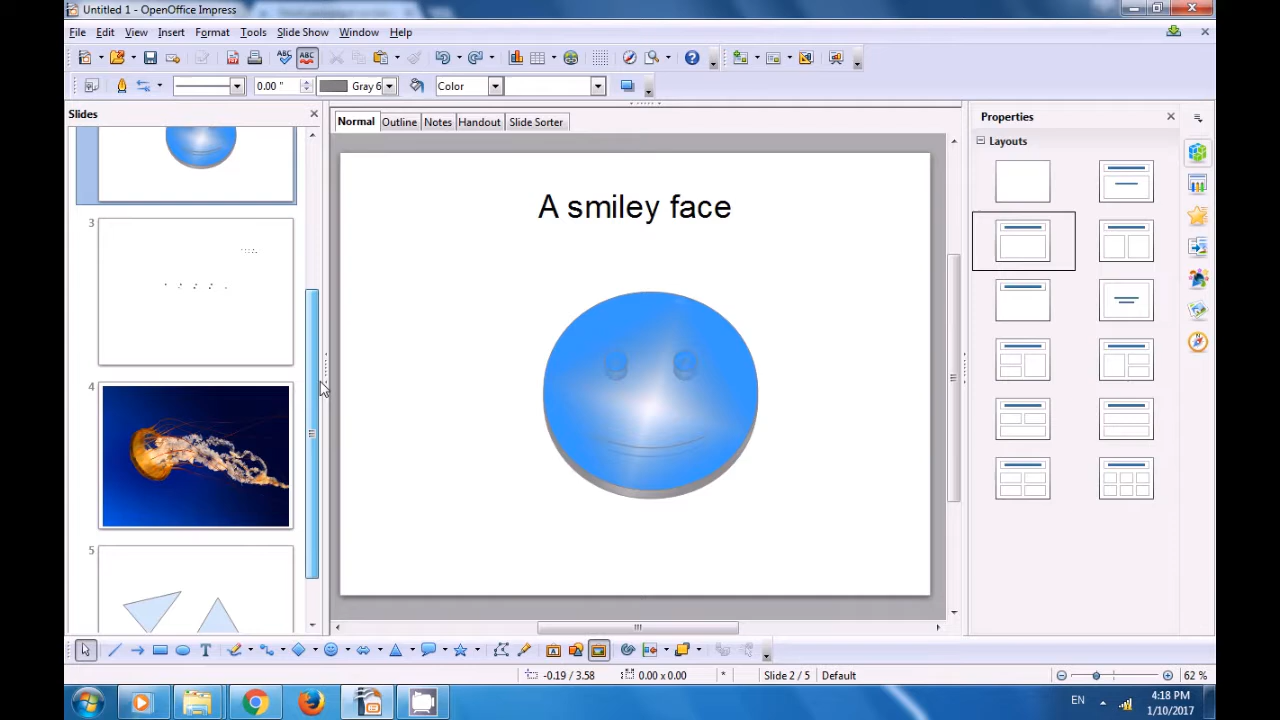 Untitled 1 - OpenOffice Impress
File Edit View Insert Format Tools Slide Show Window Help
ABC ABC
0.00 " Gray 6 Color
Slides
Normal Outline Notes Handout Slide Sorter
Properties
Layouts
A smiley face
3
4
5
-0.19 / 3.58 0.00 x 0.00 * Slide 2 / 5 Default 62 %
EN 4:18 PM
1/10/2017